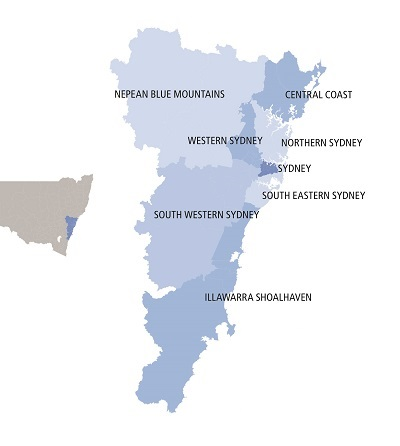 NEPEAN BLUE MOUNTAINS
CENTRAL COAST
WESTERN SYDNEY
NORTHERN SYDNEY
SYDNEY
SOUTH EASTERN SYDNEY
SOUTH WESTERN SYDNEY
ILLAWARRA SHOALHAVEN